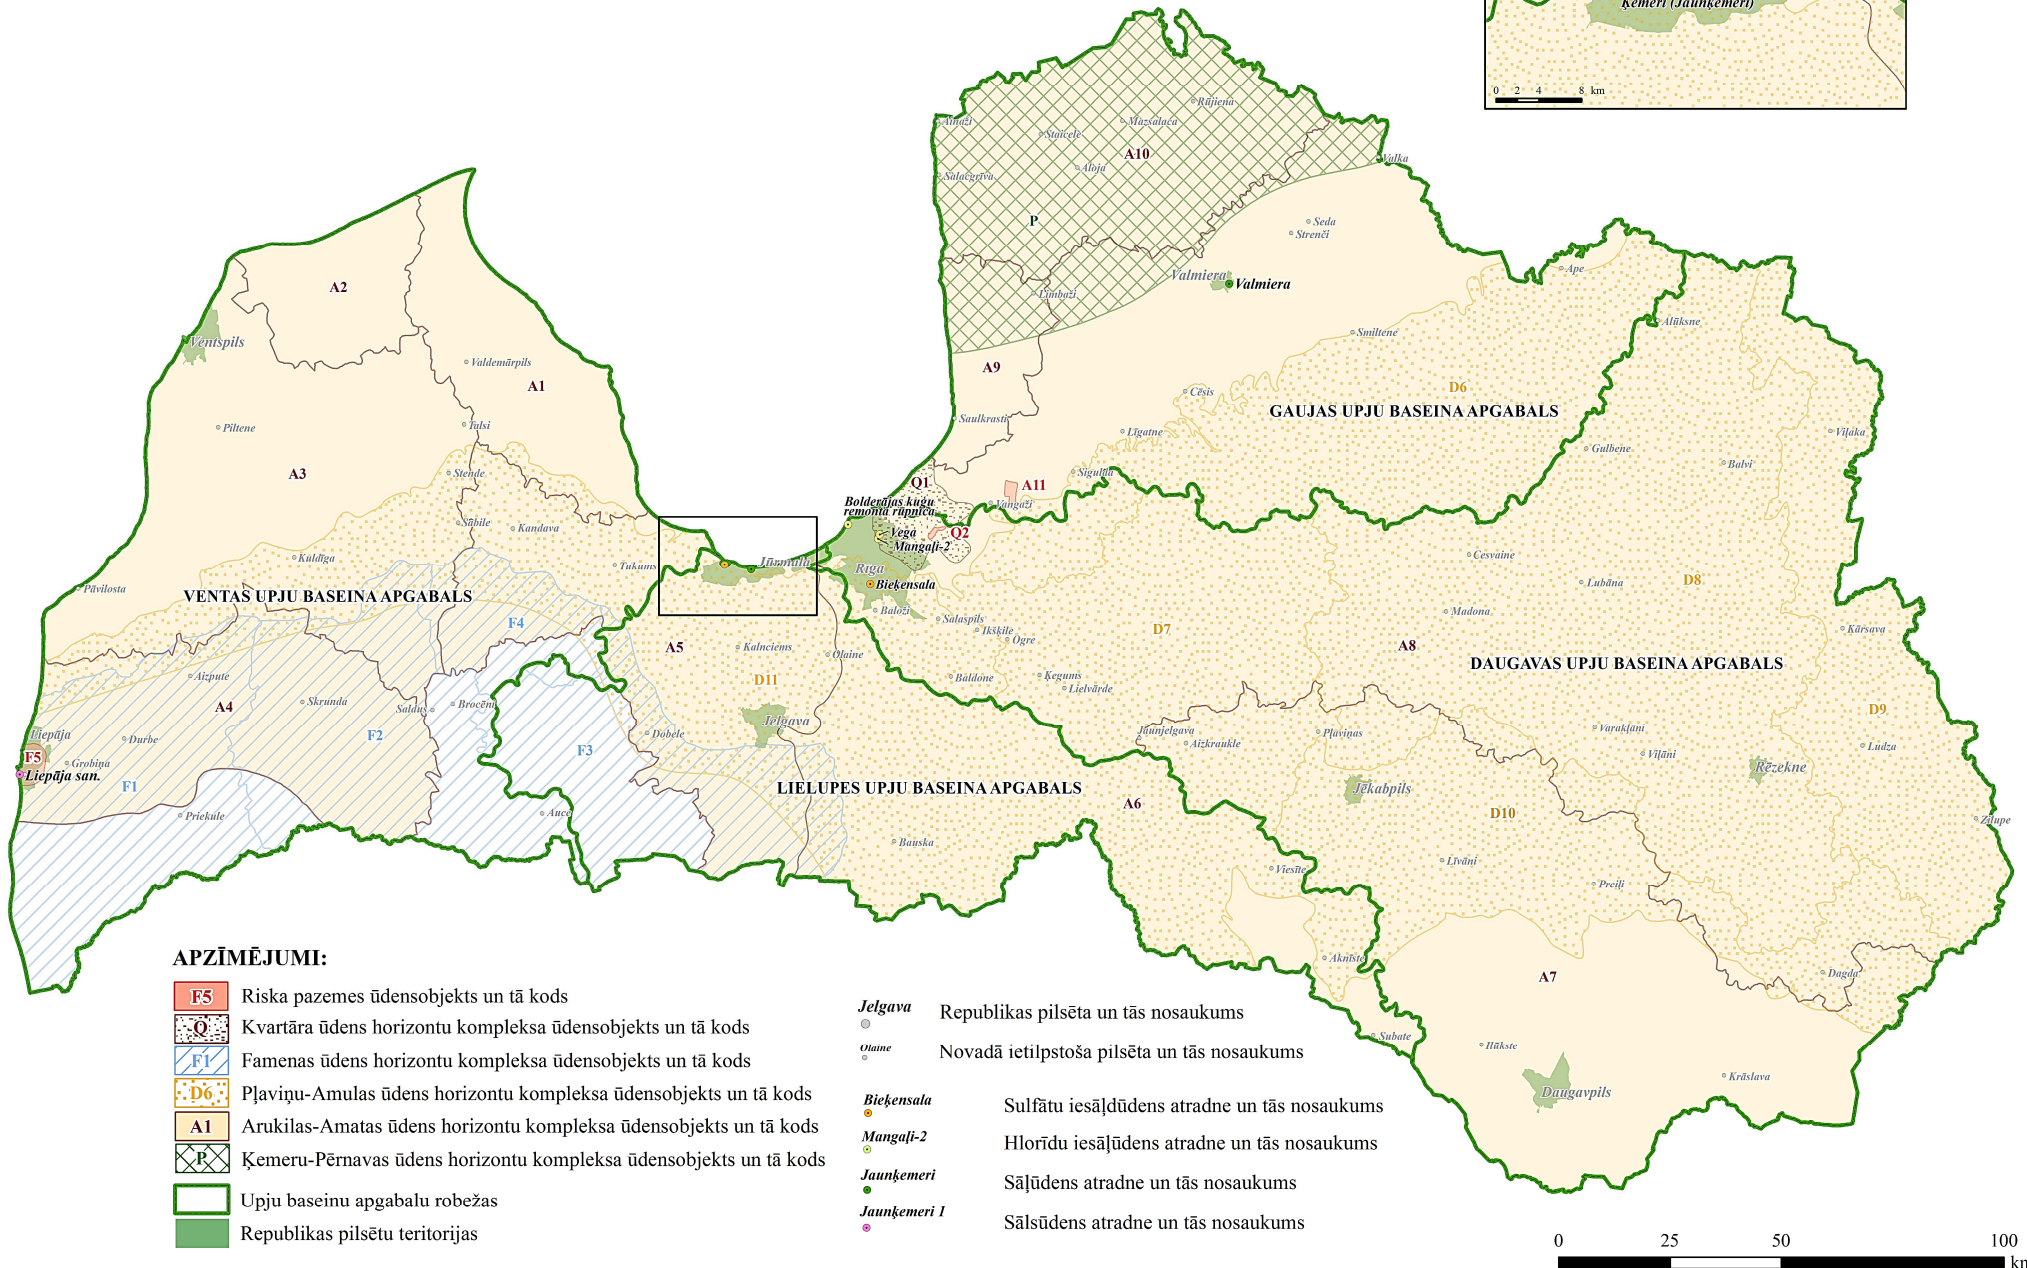 Ķemeri (Jaunķemeri)
0 2 4 8 km
Rūjiena
Ainaži
Staicele
Mazsalaca
A10
Aloja
Valka
Salacgrīva
P
Seda
Strenči
A2
Valmiera
Valmiera
Ape
Limbaži
Alūksne
Ventspils
Smiltene
Valdemārpils
A1
A9
D6
Cēsis
GAUJAS UPJU BASEINA APGABALS
Piltene
Talsi
Saulkrasti
Līgatne
Viļaka
Gulbene
Balvi
A3
Stende
Sigulda
Q1
A11
Bolderājas kuģu
remonta rūpnīca
Vangaži
Sabile
Kandava
Vega
Q2
Mangaļi-2
Kuldīga
Tukums
Jūrmala
Rīga
Cesvaine
Bieķensala
Lubāna
D8
Pāvilosta
VENTAS UPJU BASEINA APGABALS
Baloži
Madona
F4
Salaspils
Ikšķile
Ogre
D7
Kārsava
A5
Kalnciems
Olaine
A8
DAUGAVAS UPJU BASEINA APGABALS
Aizpute
D11
Baldone
Ķegums
Lielvārde
A4
Skrunda
Saldus
Brocēni
D9
Liepāja
Durbe
F2
Jelgava
Dobele
Jaunjelgava
Aizkraukle
Pļaviņas
Varakļāni
Viļāni
Ludza
F5
Grobiņa
F3
Rēzekne
Liepāja san.
F1
LIELUPES UPJU BASEINA APGABALS
Jēkabpils
A6
D10
Priekule
Auce
Zilupe
Bauska
Līvāni
Viesīte
Preiļi
Aknīste
Dagda
A7
Subate
Ilūkste
Krāslava
Daugavpils
APZĪMĒJUMI:
F5 Riska pazemes ūdensobjekts un tā kods
Q Kvartāra ūdens horizontu kompleksa ūdensobjekts un tā kods
F1 Famenas ūdens horizontu kompleksa ūdensobjekts un tā kods
D6 Pļaviņu-Amulas ūdens horizontu kompleksa ūdensobjekts un tā kods
A1 Arukilas-Amatas ūdens horizontu kompleksa ūdensobjekts un tā kods
P Ķemeru-Pērnavas ūdens horizontu kompleksa ūdensobjekts un tā kods
Upju baseinu apgabalu robežas
Republikas pilsētu teritorijas
Jelgava Republikas pilsēta un tās nosaukums
Olaine Novadā ietilpstoša pilsēta un tās nosaukums
Bieķensala Sulfātu iesāļdūdens atradne un tās nosaukums
Mangaļi-2 Hlorīdu iesāļūdens atradne un tās nosaukums
Jaunķemeri Sāļūdens atradne un tās nosaukums
Jaunķemeri 1 Sālsūdens atradne un tās nosaukums
0 25 50 100
km